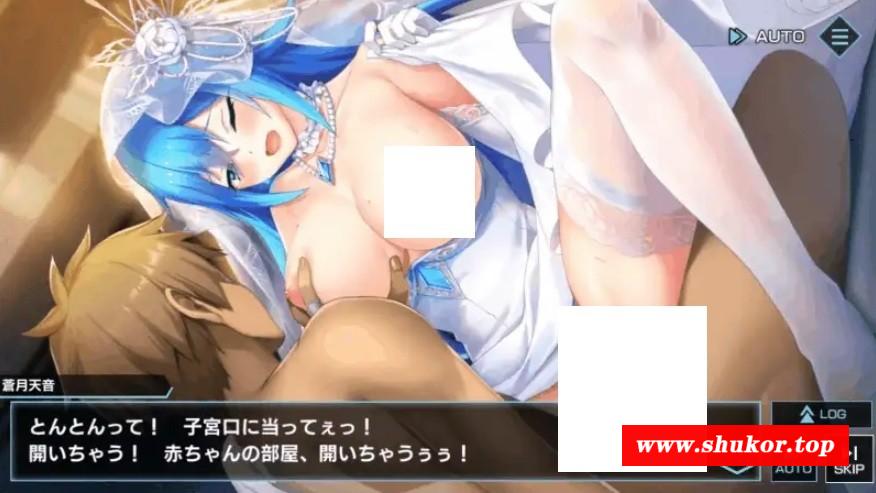 AUTO
蒼月天音
とんとんって！　子宮口に当ってぇっ！
開いちゃう！　赤ちゃんの部屋、開いちゃうぅぅ！
LOG
www.shukor.top
AUTO
SKIP